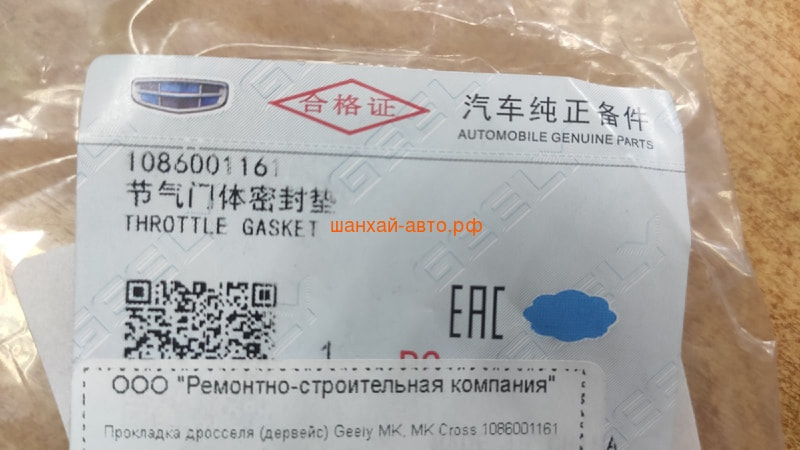 合格证
汽车纯正备件
AUTOMOBILE GENUINE PARTS
1086001161
节气门体密封垫
THROTTLE GASKET
шанхай-авто.рф
GEELY
EAC
1
ООО "Ремонтно-строительная компания"
Прокладка дросселя (дервейс) Geely MK, MK Cross 1086001161